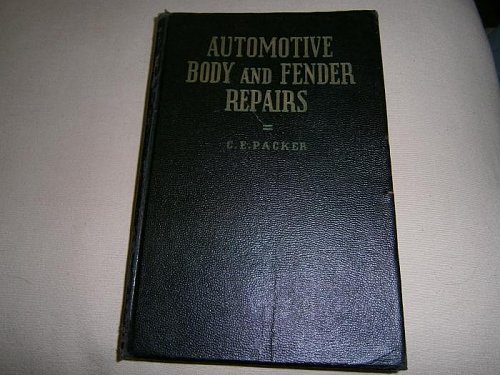 AUTOMOTIVE
BODY AND FENDER
REPAIRS
C. E. PACKER